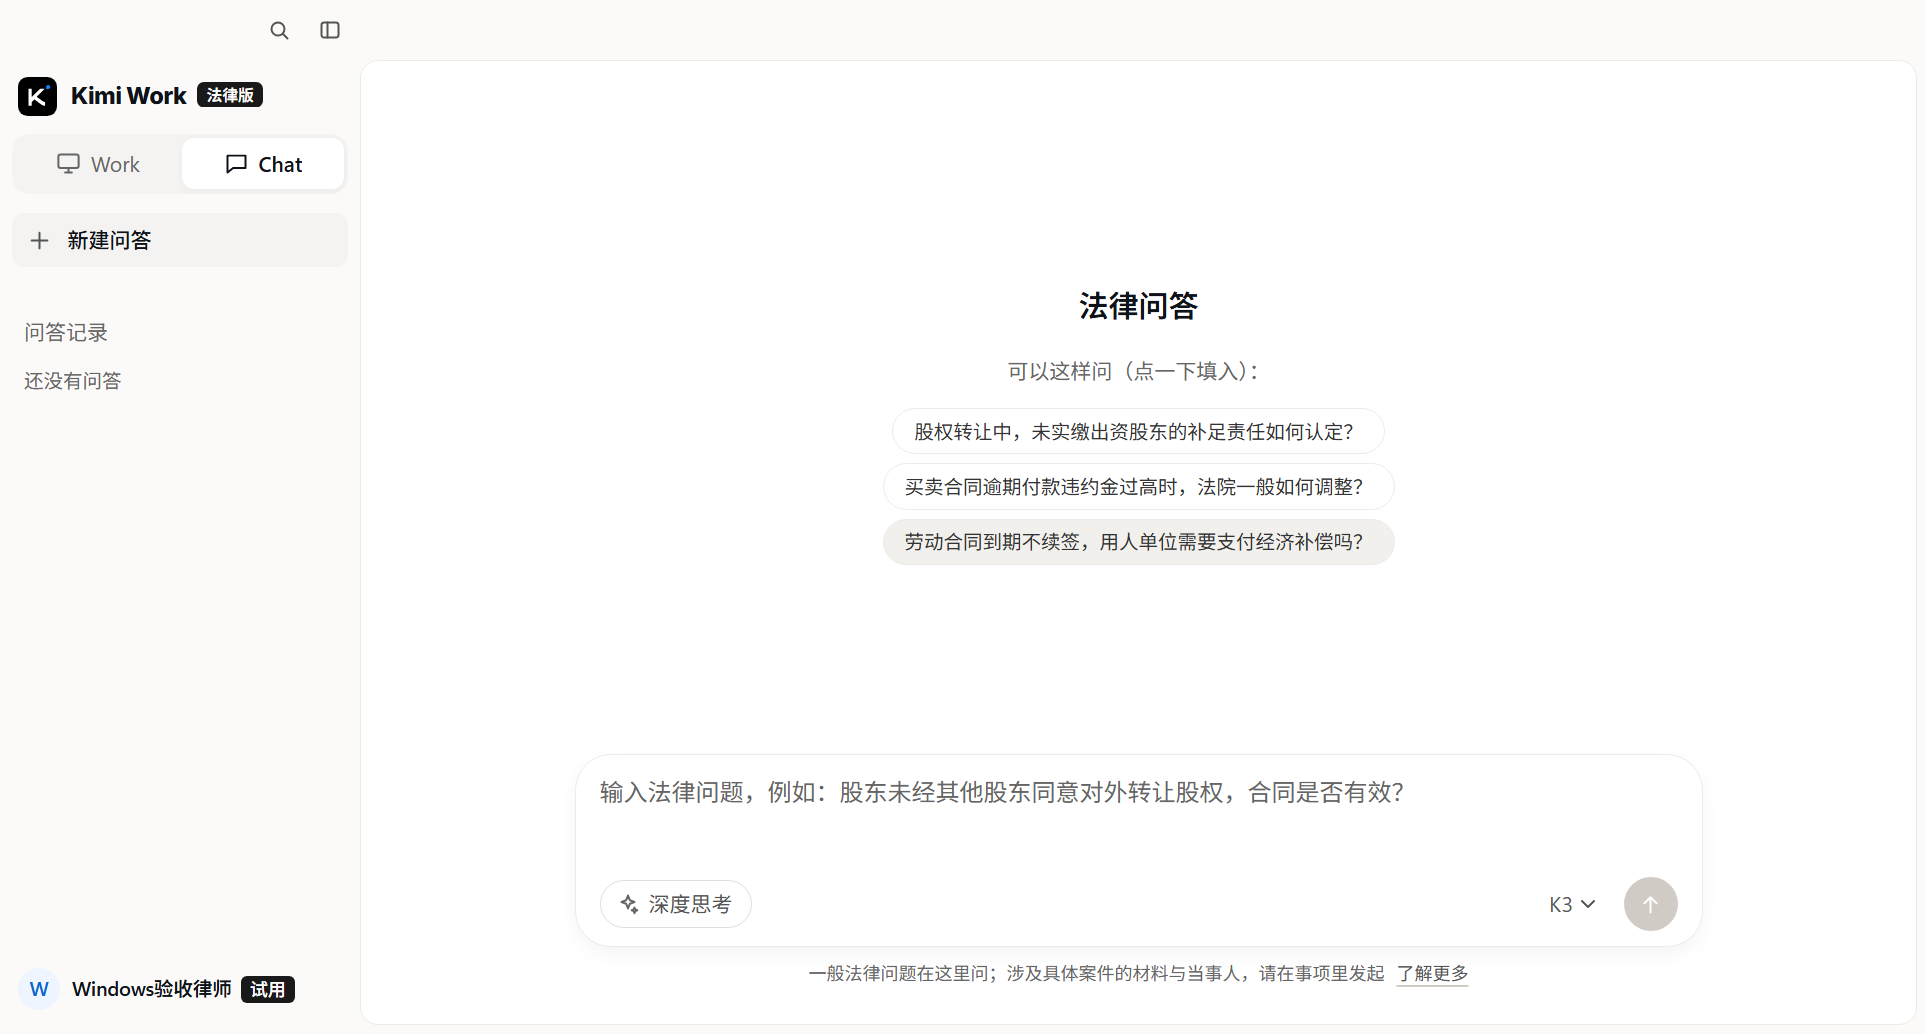 Kimi Work 法律版
Work
Chat
新建问答
问答记录
还没有问答
法律问答
可以这样问（点一下填入）：
股权转让中，未实缴出资股东的补足责任如何认定？
买卖合同逾期付款违约金过高时，法院一般如何调整？
劳动合同到期不续签，用人单位需要支付经济补偿吗？
输入法律问题，例如：股东未经其他股东同意对外转让股权，合同是否有效？
深度思考
K3
一般法律问题在这里问；涉及具体案件的材料与当事人，请在事项里发起 了解更多
W Windows验收律师 试用